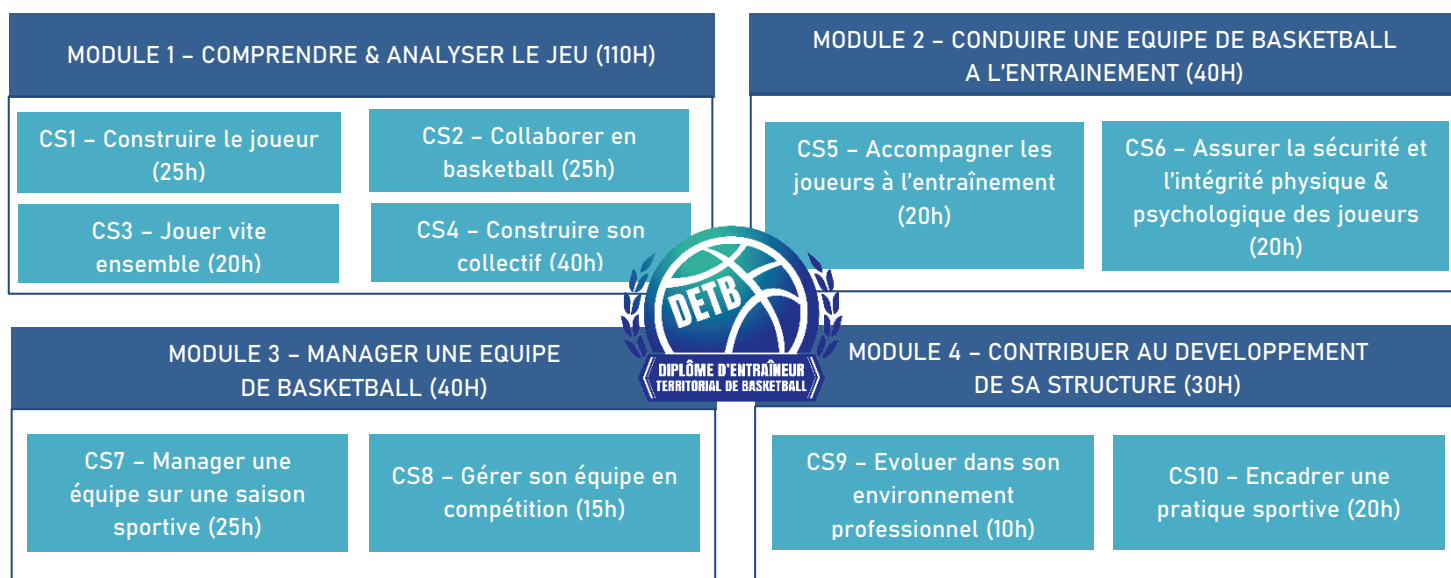 MODULE 1 – COMPRENDRE & ANALYSER LE JEU (110H)
CS1 – Construire le joueur
(25h)
CS2 – Collaborer en
basketball (25h)
CS3 – Jouer vite
ensemble (20h)
CS4 – Construire son
collectif (40h)
MODULE 2 – CONDUIRE UNE EQUIPE DE BASKETBALL
A L’ENTRAINEMENT (40H)
CS5 – Accompagner les
joueurs à l’entraînement
(20h)
CS6 – Assurer la sécurité et
l’intégrité physique &
psychologique des joueurs
(20h)
DETB
DIPLÔME D'ENTRAÎNEUR
TERRITORIAL DE BASKETBALL
MODULE 3 – MANAGER UNE EQUIPE
DE BASKETBALL (40H)
CS7 – Manager une
équipe sur une saison
sportive (25h)
CS8 – Gérer son équipe en
compétition (15h)
MODULE 4 – CONTRIBUER AU DEVELOPPEMENT
DE SA STRUCTURE (30H)
CS9 – Evoluer dans son
environnement
professionnel (10h)
CS10 – Encadrer une
pratique sportive (20h)